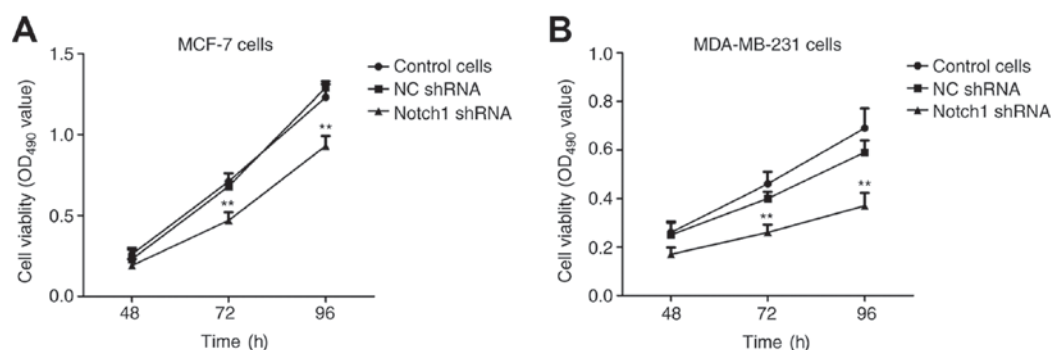 A
MCF-7 cells
Cell viablity (OD490 value)
1.5
1.0
0.5
0.0
**
**
48
72
96
Time (h)
Control cells
NC shRNA
Notch1 shRNA
B
MDA-MB-231 cells
Cell viablity (OD490 value)
1.0
0.8
0.6
0.4
0.2
0.0
**
**
48
72
96
Time (h)
Control cells
NC shRNA
Notch1 shRNA